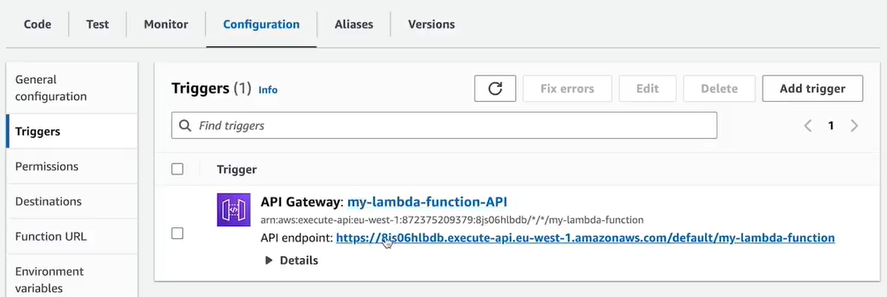 Code Test Monitor Configuration Aliases Versions
General
configuration
Triggers
Permissions
Destinations
Function URL
Environment
variables
Triggers (1) Info Fix errors Edit Delete Add trigger
Find triggers 1
Trigger
API Gateway: my-lambda-function-API
arn:aws:execute-api:eu-west-1:872375209379:8js06hlbdb/*/*/my-lambda-function
API endpoint: https://8js06hlbdb.execute-api.eu-west-1.amazonaws.com/default/my-lambda-function
Details